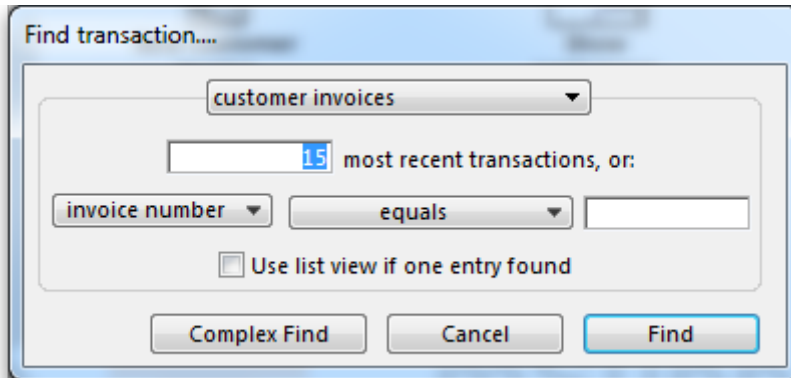 Find transaction....
customer invoices
15 most recent transactions, or:
invoice number equals
Use list view if one entry found
Complex Find Cancel Find